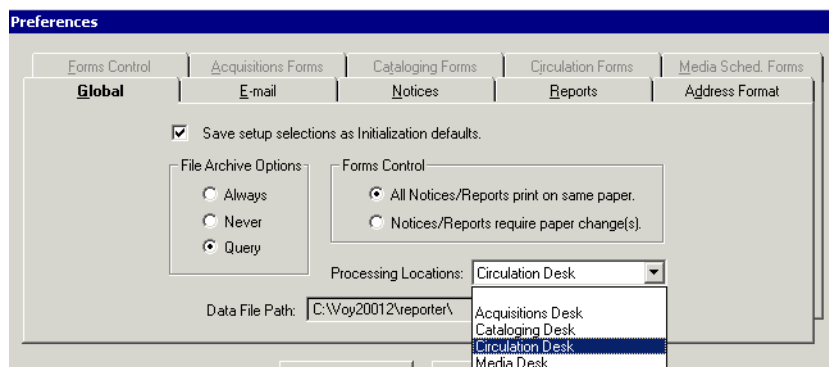 Preferences
Forms Control Acquisitions Forms Cataloging Forms Circulation Forms Media Sched. Forms
Global E-mail Notices Reports Address Format
Save setup selections as Initialization defaults.
File Archive Options
Always
Never
Query
Forms Control
All Notices/Reports print on same paper.
Notices/Reports require paper change(s).
Processing Locations: Circulation Desk
Data File Path: C:\Voy20012\reporter\
Acquisitions Desk
Cataloging Desk
Circulation Desk
Media Desk